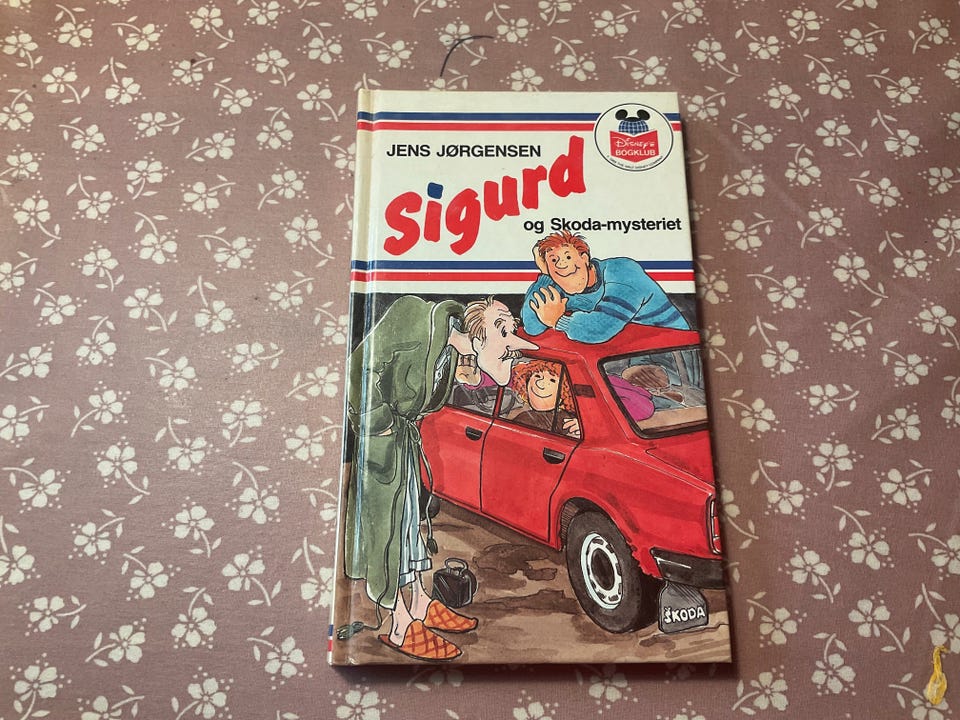 JENS JØRGENSEN
Sigurd
og Skoda-mysteriet
Disney's
BOGKLUB
ŠKODA